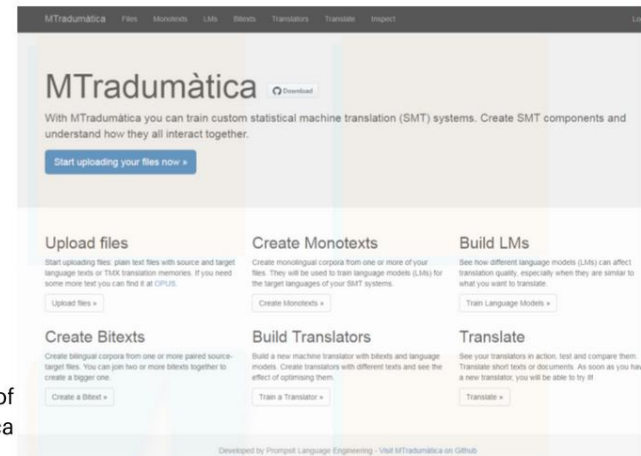 MTradumàtica Files Monotexts LMs Bitexts Translators Translate Inspect
MTradumàtica Download
With MTradumàtica you can train custom statistical machine translation (SMT) systems. Create SMT components and
understand how they all interact together.
Start uploading your files now »
Upload files
Start uploading files: plain text files with source and target
language texts or TMX translation memories. If you need
some more text you can find it at OPUS.
Upload files »
Create Monotexts
Create monolingual corpora from one or more of your
files. They will be used to train language models (LMs) for
the target languages of your SMT systems.
Create Monotexts »
Build LMs
See how different language models (LMs) can affect
translation quality, especially when they are similar to
what you want to translate.
Train Language Models »
Create Bitexts
Create bilingual corpora from one or more paired source-
target files. You can join two or more bitexts together to
create a bigger one.
Create a Bitext »
Build Translators
Build a new machine translator with bitexts and language
models. Create translators with different texts and see the
effect of optimising them.
Train a Translator »
Translate
See your translators in action, test and compare them.
Translate short texts or documents. As soon as you hav
a new translator, you will be able to try it!
Translate »
of
ca
Developed by Prompsit Language Engineering - Visit MTradumàtica on Github